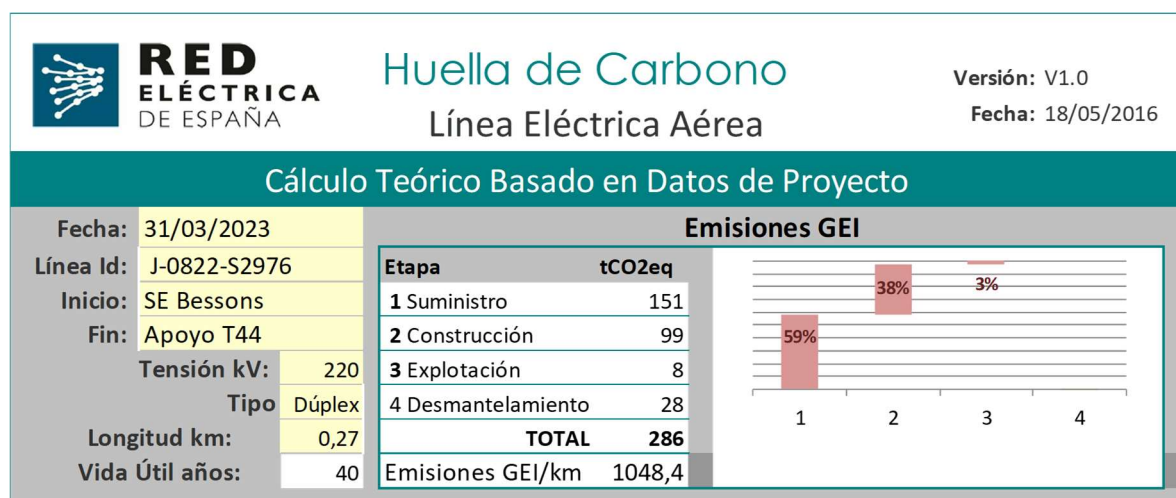 RED
ELÉCTRICA
DE ESPAÑA
Huella de Carbono
Línea Eléctrica Aérea
Versión: V1.0
Fecha: 18/05/2016
Cálculo Teórico Basado en Datos de Proyecto
Fecha: 31/03/2023
Línea Id: J-0822-S2976
Inicio: SE Bessons
Fin: Apoyo T44
Tensión kV: 220
Tipo Dúplex
Longitud km: 0,27
Vida Útil años: 40
Emisiones GEI
Etapa tCO2eq
1 Suministro 151
2 Construcción 99
3 Explotación 8
4 Desmantelamiento 28
TOTAL 286
Emisiones GEI/km 1048,4
59% 38% 3%
1 2 3 4